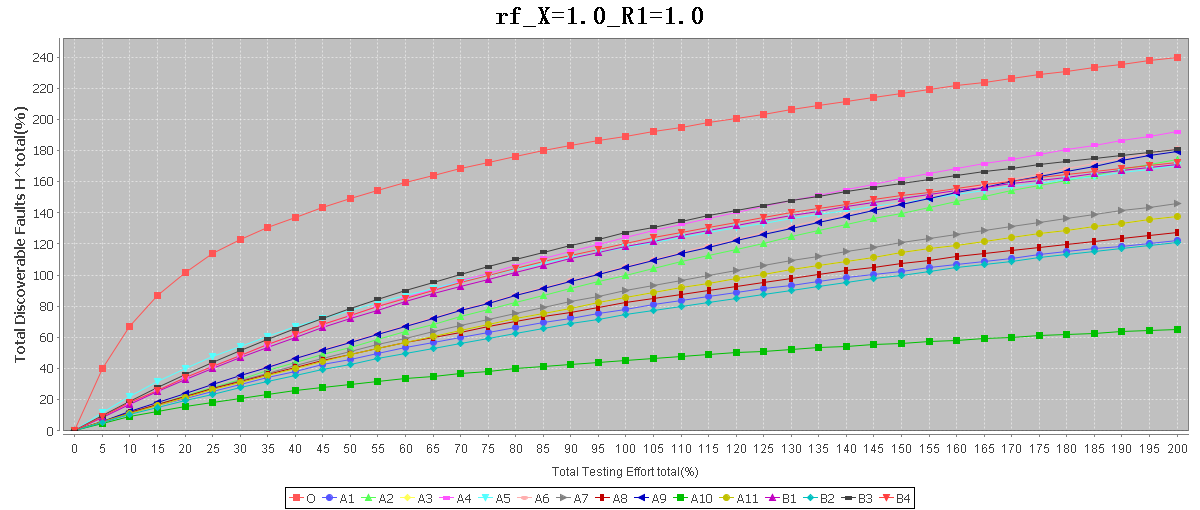 rf_X=1.0_R1=1.0
Total Discoverable Faults H^total(%)
240
220
200
180
160
140
120
100
80
60
40
20
0
0 5 10 15 20 25 30 35 40 45 50 55 60 65 70 75 80 85 90 95 100 105 110 115 120 125 130 135 140 145 150 155 160 165 170 175 180 185 190 195 200
Total Testing Effort total(%)
O A1 A2 A3 A4 A5 A6 A7 A8 A9 A10 A11 B1 B2 B3 B4